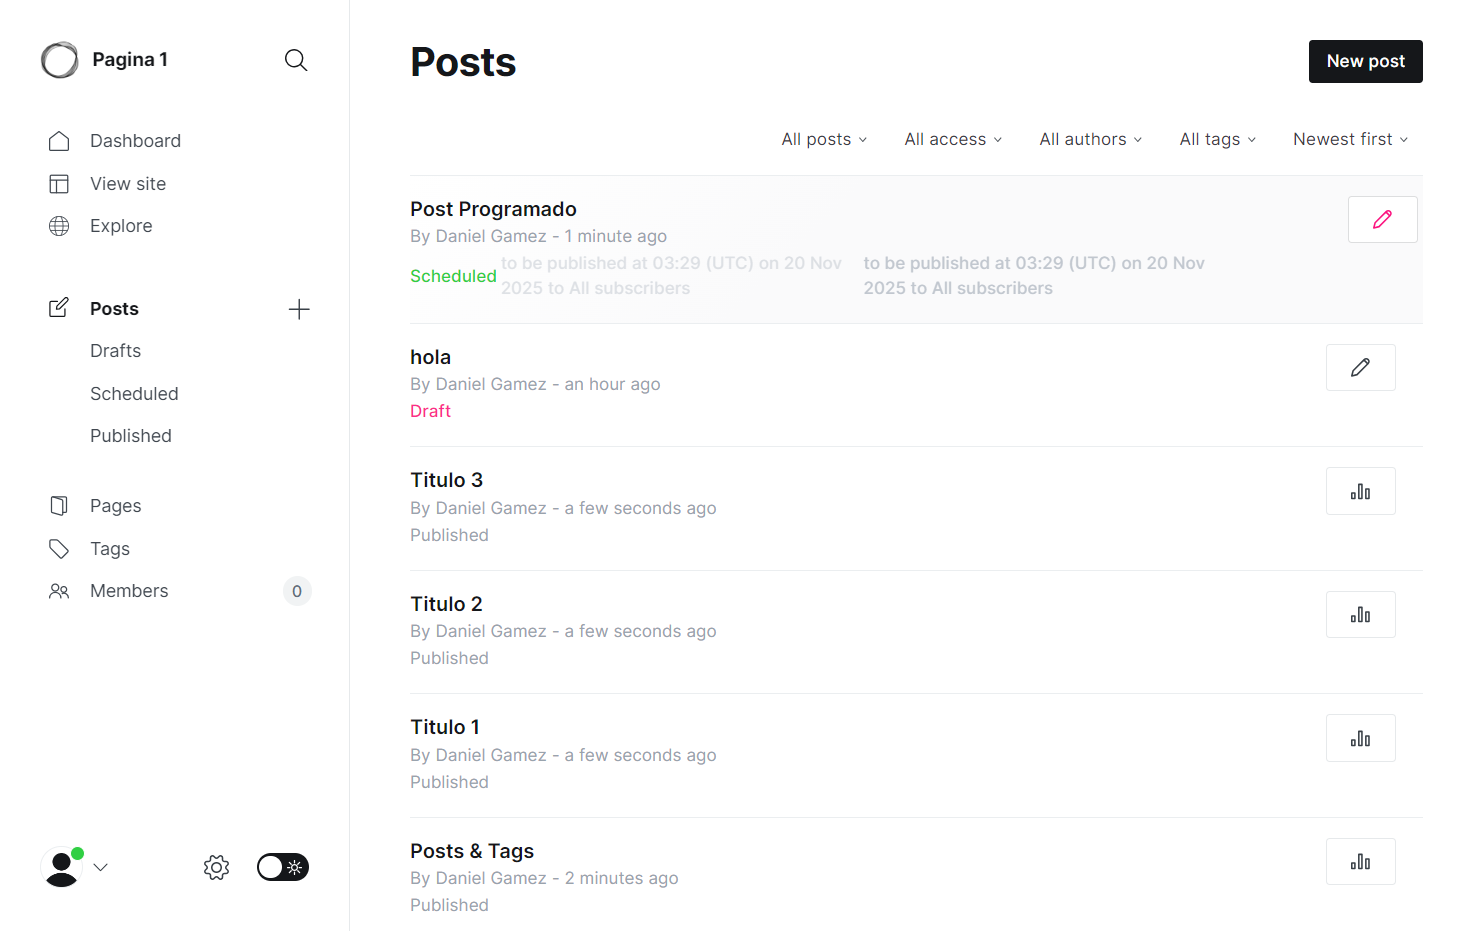 Pagina 1
Dashboard
View site
Explore
Posts
Drafts
Scheduled
Published
Pages
Tags
Members
0
Posts
New post
All posts
All access
All authors
All tags
Newest first
Post Programado
By Daniel Gamez - 1 minute ago
Scheduled
to be published at 03:29 (UTC) on 20 Nov
2025 to All subscribers
to be published at 03:29 (UTC) on 20 Nov
2025 to All subscribers
hola
By Daniel Gamez - an hour ago
Draft
Titulo 3
By Daniel Gamez - a few seconds ago
Published
Titulo 2
By Daniel Gamez - a few seconds ago
Published
Titulo 1
By Daniel Gamez - a few seconds ago
Published
Posts & Tags
By Daniel Gamez - 2 minutes ago
Published